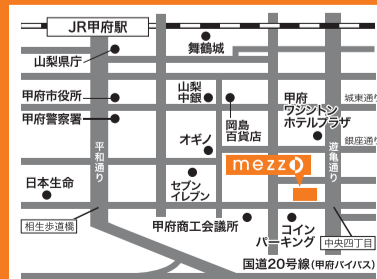 JR甲府駅
舞鶴城
山梨県庁
山梨
中銀
甲府市役所
甲府
ワシントン
ホテルプラザ
城東通り
岡島
百貨店
甲府警察署
オギノ
銀座通り
平和通り
遊亀通り
mezzo
日本生命
セブン
イレブン
相生歩道橋
甲府商工会議所
コイン
パーキング
中央四丁目
国道20号線(甲府バイパス)